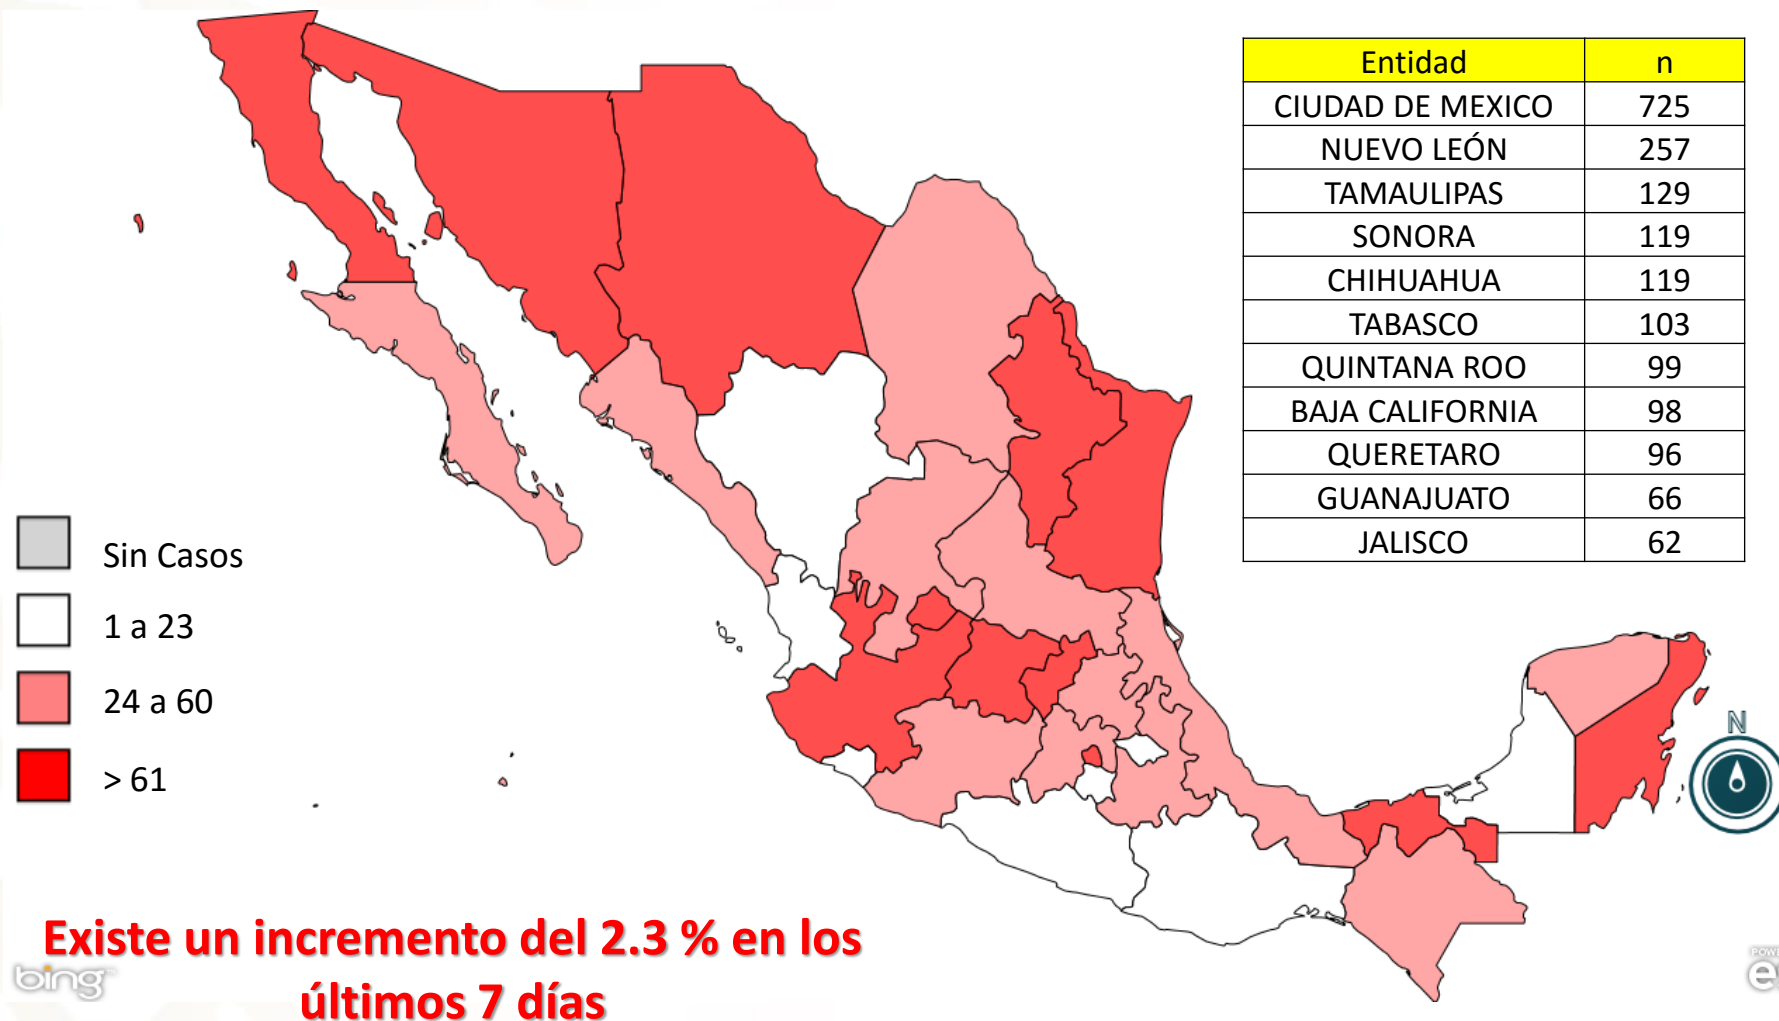 Entidad n
CIUDAD DE MEXICO 725
NUEVO LEÓN 257
TAMAULIPAS 129
SONORA 119
CHIHUAHUA 119
TABASCO 103
QUINTANA ROO 99
BAJA CALIFORNIA 98
QUERETARO 96
GUANAJUATO 66
JALISCO 62
Sin Casos
1 a 23
24 a 60
> 61
N
Existe un incremento del 2.3 % en los
últimos 7 días
bing